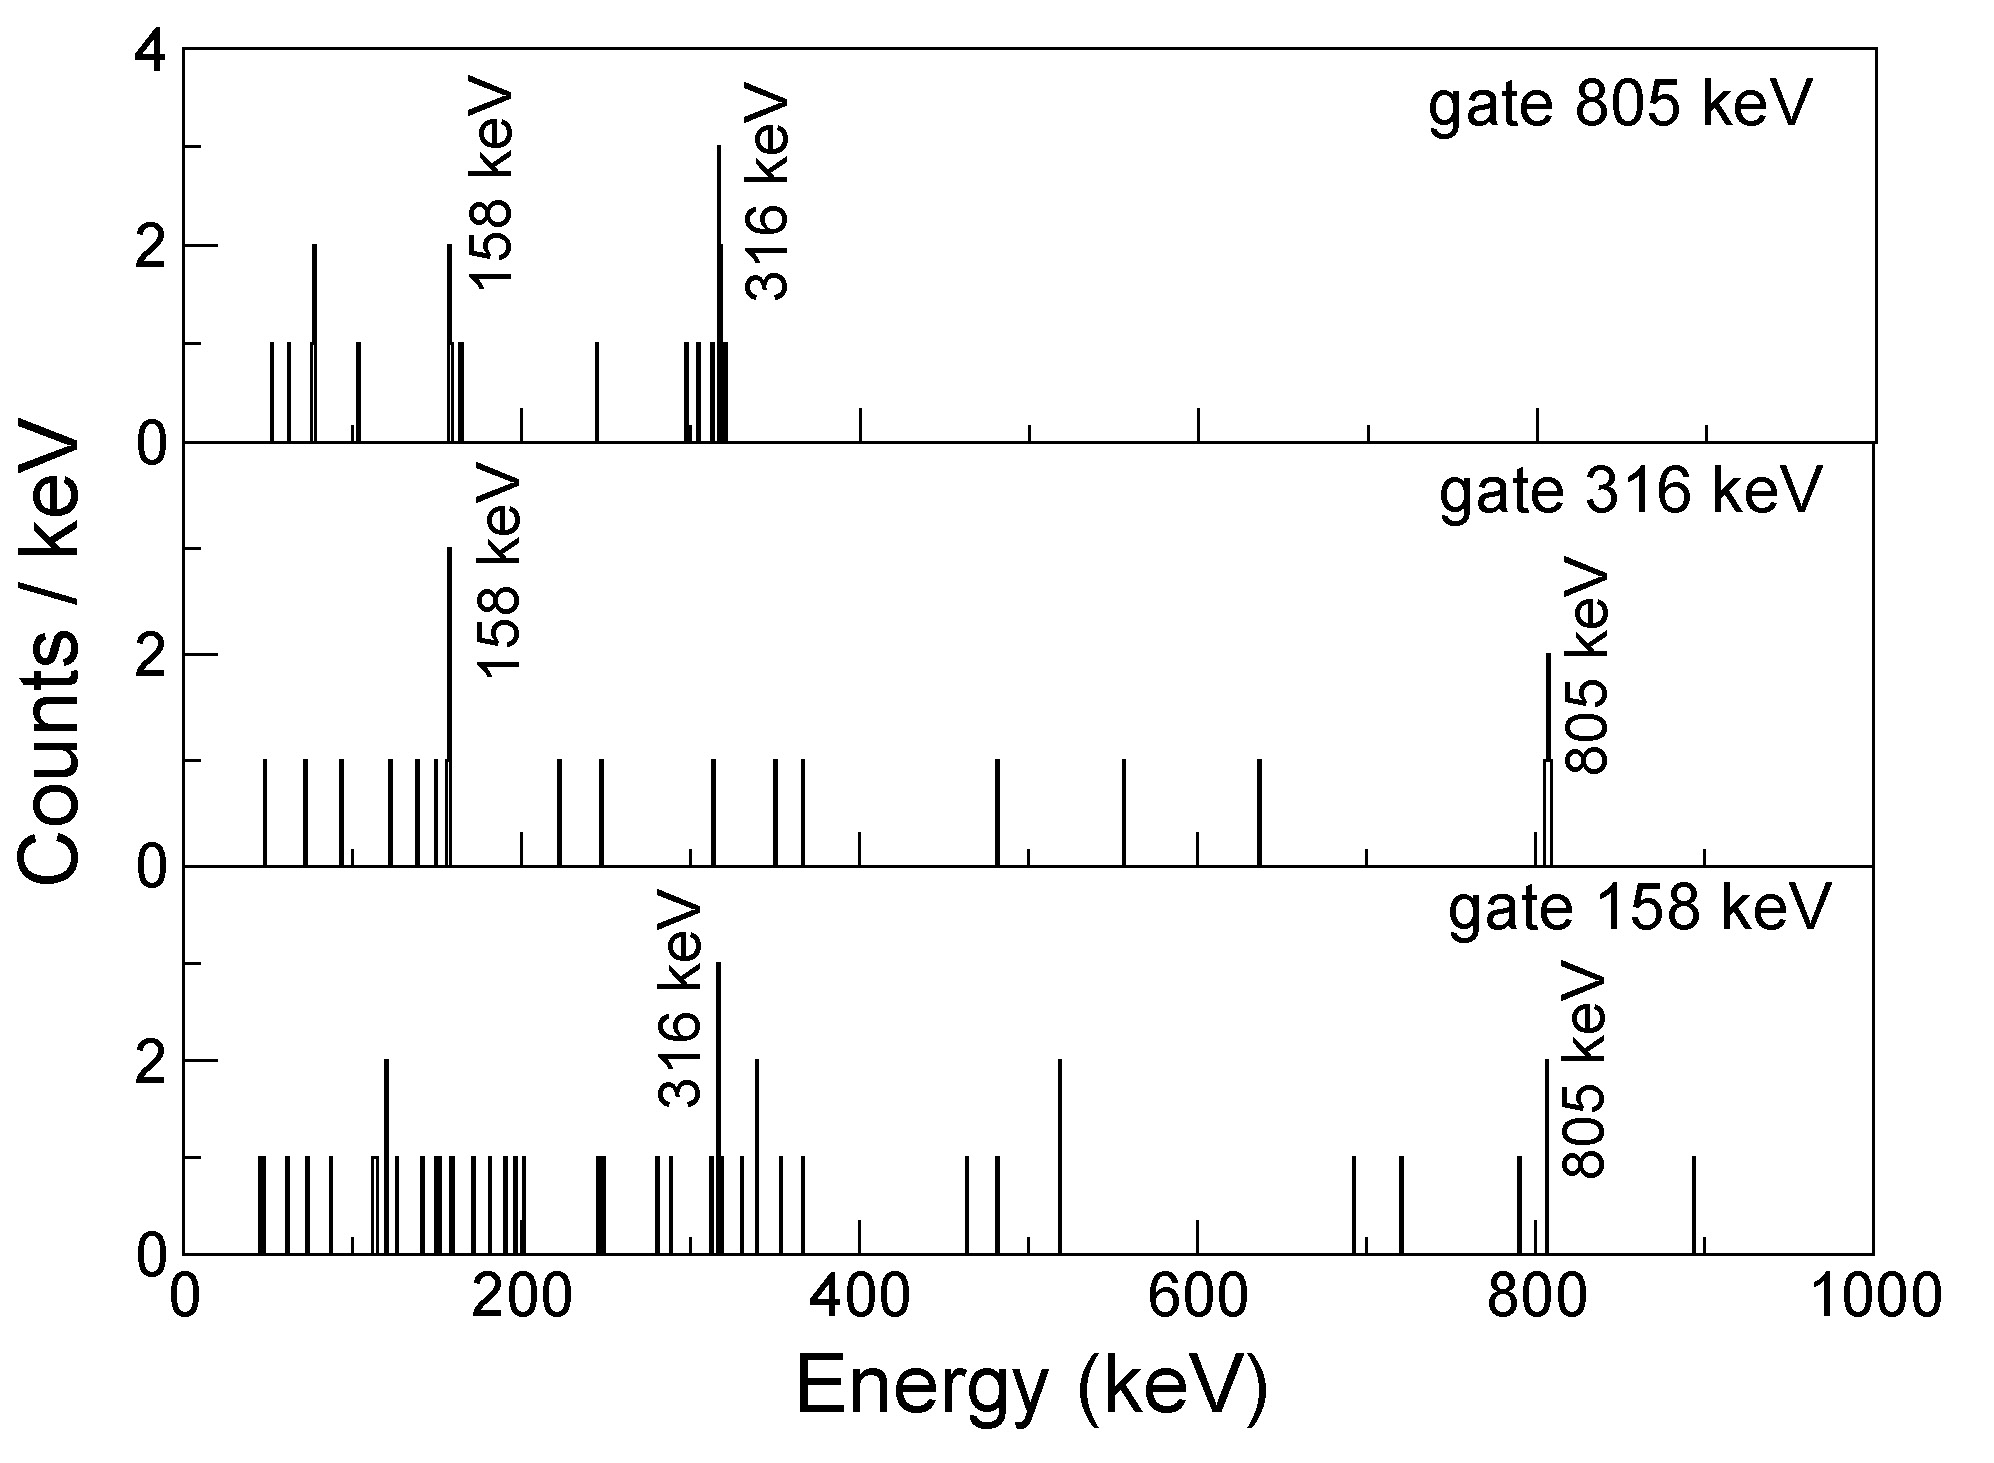 4
gate 805 keV
158 keV
316 keV
2
0
gate 316 keV
158 keV
805 keV
2
0
gate 158 keV
316 keV
805 keV
2
0
Counts / keV
0 200 400 600 800 1000
Energy (keV)